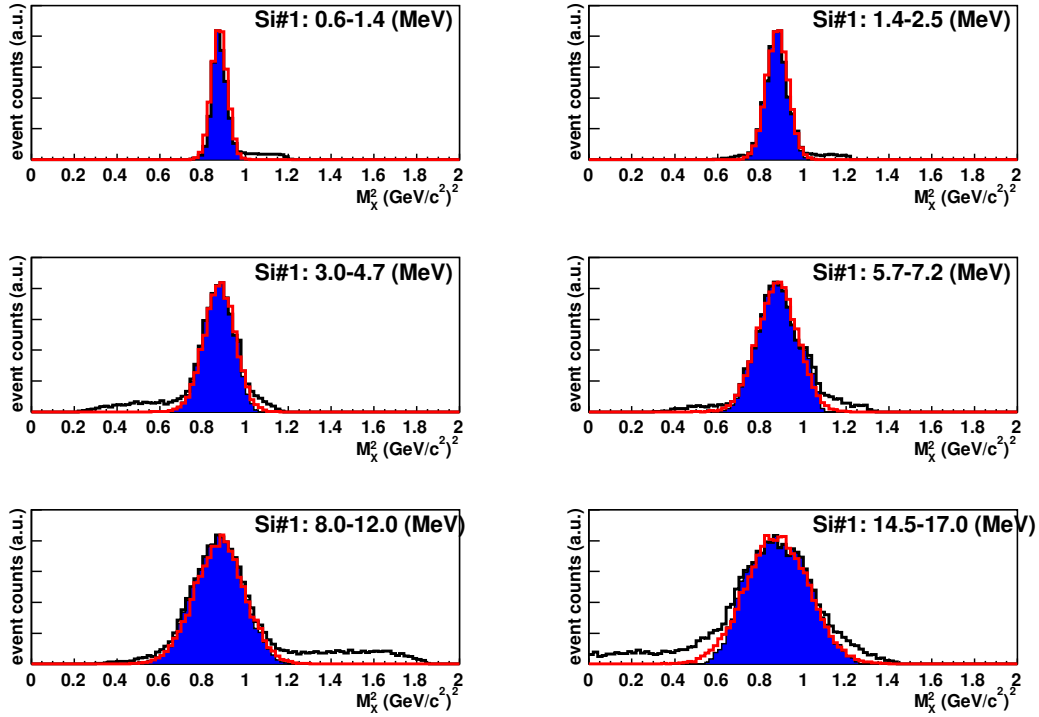 Si#1: 0.6-1.4 (MeV)
event counts (a.u.)
0 0.2 0.4 0.6 0.8 1 1.2 1.4 1.6 1.8 2
M²ₓ (GeV/c²)²
Si#1: 1.4-2.5 (MeV)
event counts (a.u.)
0 0.2 0.4 0.6 0.8 1 1.2 1.4 1.6 1.8 2
M²ₓ (GeV/c²)²
Si#1: 3.0-4.7 (MeV)
event counts (a.u.)
0 0.2 0.4 0.6 0.8 1 1.2 1.4 1.6 1.8 2
M²ₓ (GeV/c²)²
Si#1: 5.7-7.2 (MeV)
event counts (a.u.)
0 0.2 0.4 0.6 0.8 1 1.2 1.4 1.6 1.8 2
M²ₓ (GeV/c²)²
Si#1: 8.0-12.0 (MeV)
event counts (a.u.)
0 0.2 0.4 0.6 0.8 1 1.2 1.4 1.6 1.8 2
M²ₓ (GeV/c²)²
Si#1: 14.5-17.0 (MeV)
event counts (a.u.)
0 0.2 0.4 0.6 0.8 1 1.2 1.4 1.6 1.8 2
M²ₓ (GeV/c²)²